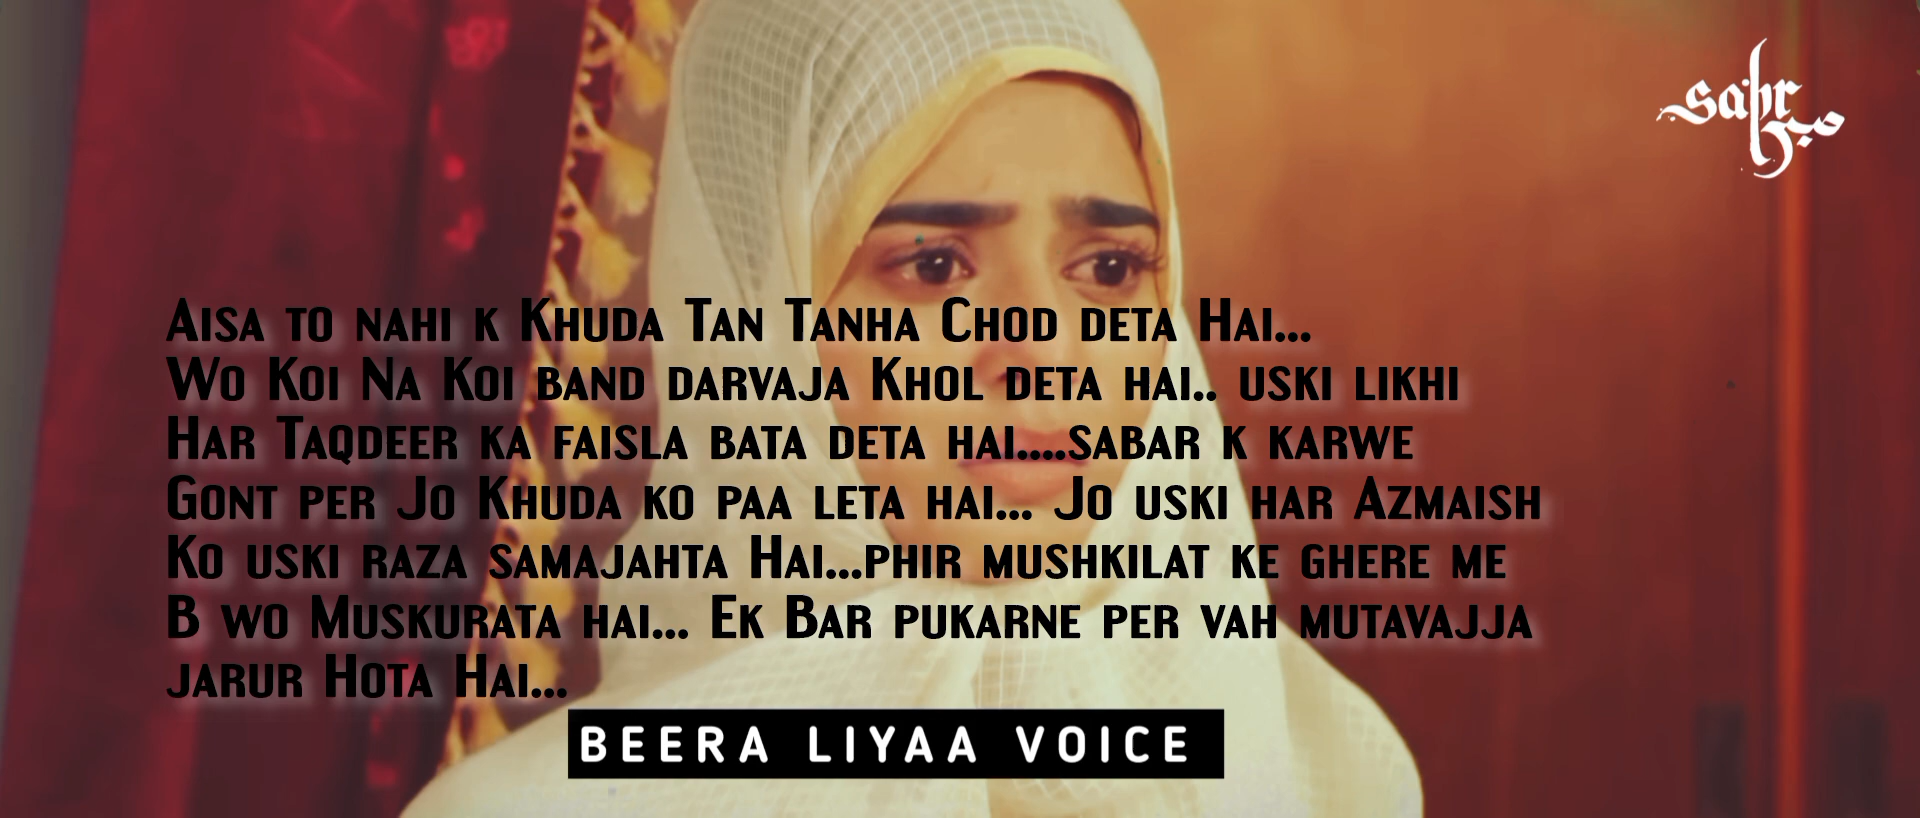 sabr
صبر
Aisa to nahi k Khuda Tan Tanha Chod deta Hai...
Wo Koi Na Koi band darvaja Khol deta hai.. uski likhi
Har Taqdeer ka faisla bata deta hai....sabar k karwe
Gont per Jo Khuda ko paa leta hai... Jo uski har Azmaish
Ko uski raza samajahta Hai...phir mushkilat ke ghere me
B wo Muskurata hai... Ek Bar pukarne per vah mutavajja
jarur Hota Hai...
BEERA LIYAA VOICE